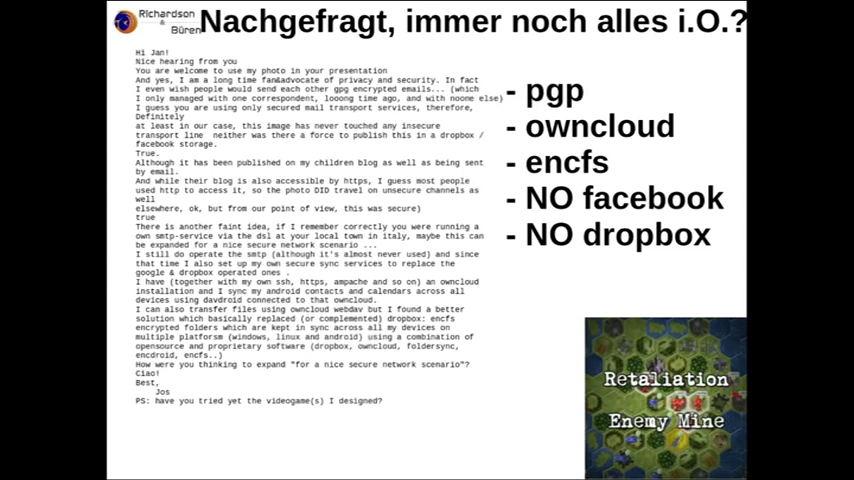 Richardson
&
Büren
Nachgefragt, immer noch alles i.O.?
Hi Jan!
Nice hearing from you
You are welcome to use my photo in your presentation
And yes, I am a long time fan&advocate of privacy and security. In fact
I even wish people would send each other gpg encrypted emails... (which
I only managed with one correspondent, looong time ago, and with noone else)
I guess you are using only secured mail transport services, therefore,
Definitely
at least in our case, this image has never touched any insecure
transport line  neither was there a force to publish this in a dropbox /
facebook storage.
True.
Although it has been published on my children blog as well as being sent
by email.
And while their blog is also accessible by https, I guess most people
used http to access it, so the photo DID travel on unsecure channels as
well
elsewhere, ok, but from our point of view, this was secure)
true
There is another faint idea, if I remember correctly you were running a
own smtp-service via the dsl at your local town in italy, maybe this can
be expanded for a nice secure network scenario ...
I still do operate the smtp (although it's almost never used) and since
that time I also set up my own secure sync services to replace the
google & dropbox operated ones .
I have (together with my own ssh, https, ampache and so on) an owncloud
installation and I sync my android contacts and calendars across all
devices using davdroid connected to that owncloud.
I can also transfer files using owncloud webdav but I found a better
solution which basically replaced (or complemented) dropbox: encfs
encrypted folders which are kept in sync across all my devices on
multiple platforsm (windows, linux and android) using a combination of
opensource and proprietary software (dropbox, owncloud, foldersync,
encdroid, encfs..)
How were you thinking to expand "for a nice secure network scenario"?
Ciao!
Best,
Jos
PS: have you tried yet the videogame(s) I designed?
- pgp
- owncloud
- encfs
- NO facebook
- NO dropbox
Retaliation
Enemy Mine